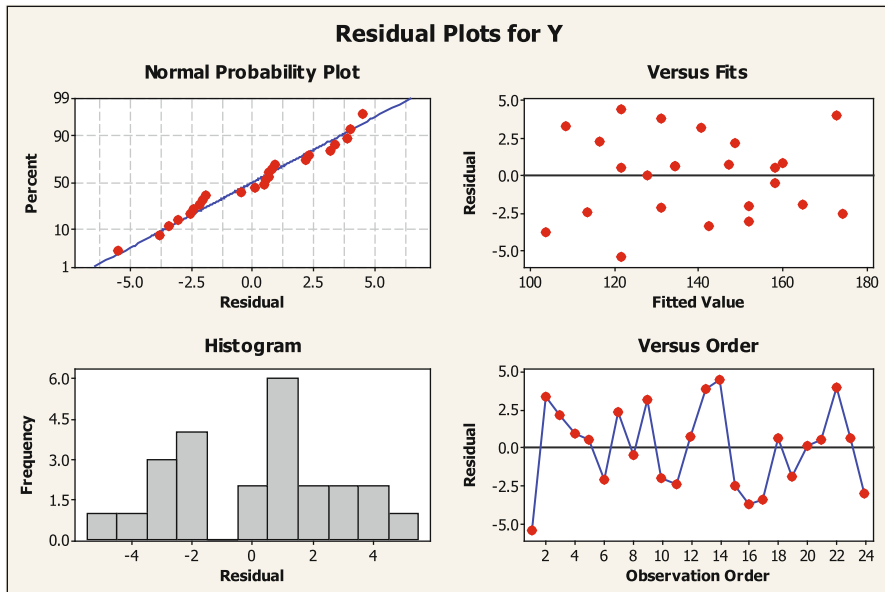 Residual Plots for Y
Normal Probability Plot
99
90
50
10
1
Percent
-5.0 -2.5 0.0 2.5 5.0
Residual
Versus Fits
5.0
2.5
0.0
-2.5
-5.0
Residual
100 120 140 160 180
Fitted Value
Histogram
6.0
4.5
3.0
1.5
0.0
Frequency
-4 -2 0 2 4
Residual
Versus Order
5.0
2.5
0.0
-2.5
-5.0
Residual
2 4 6 8 10 12 14 16 18 20 22 24
Observation Order